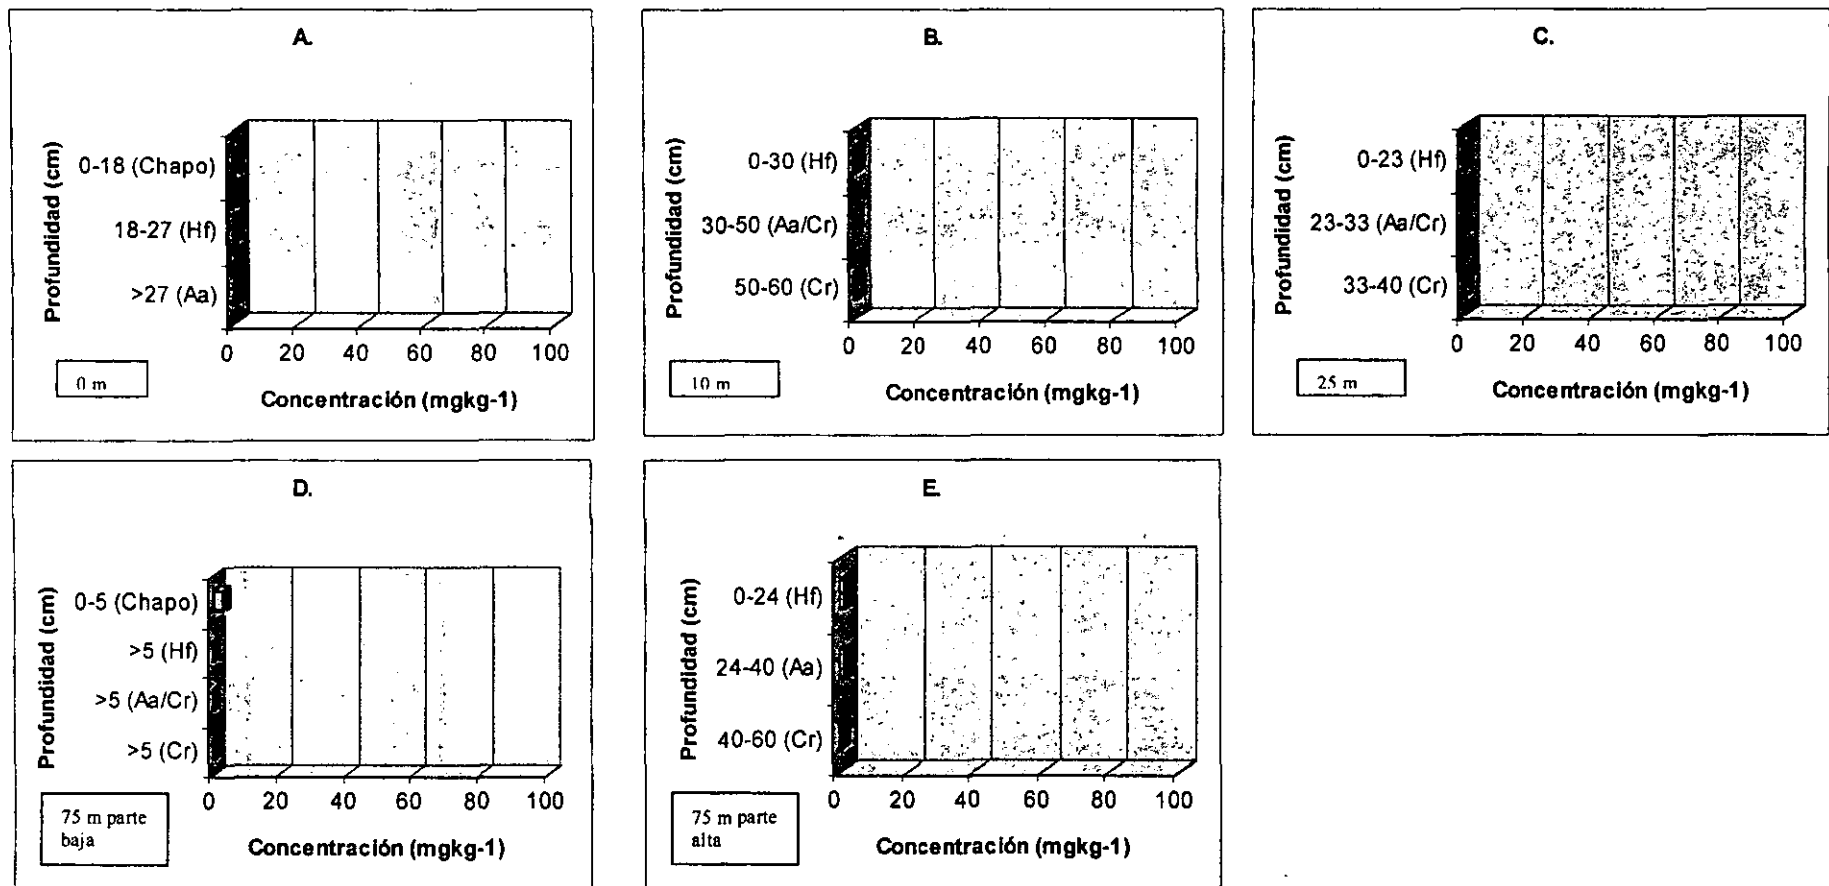 A.
Profundidad (cm)
0-18 (Chapo)
18-27 (Hf)
>27 (Aa)
0 20 40 60 80 100
0 m
Concentración (mgkg-1)
B.
Profundidad (cm)
0-30 (Hf)
30-50 (Aa/Cr)
50-60 (Cr)
0 20 40 60 80 100
10 m
Concentración (mgkg-1)
C.
Profundidad (cm)
0-23 (Hf)
23-33 (Aa/Cr)
33-40 (Cr)
0 20 40 60 80 100
25 m
Concentración (mgkg-1)
D.
Profundidad (cm)
0-5 (Chapo)
>5 (Hf)
>5 (Aa/Cr)
>5 (Cr)
0 20 40 60 80 100
75 m parte
baja
Concentración (mgkg-1)
E.
Profundidad (cm)
0-24 (Hf)
24-40 (Aa)
40-60 (Cr)
0 20 40 60 80 100
75 m parte
alta
Concentración (mgkg-1)